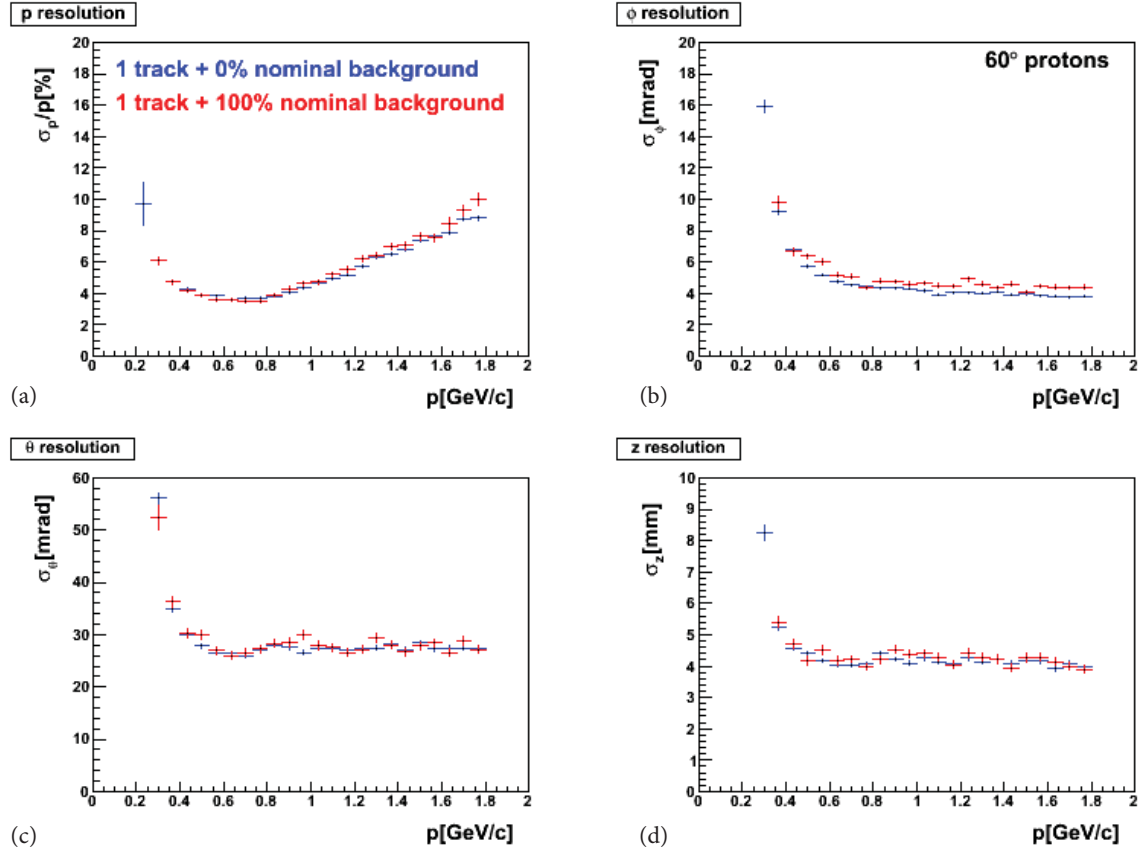 p resolution
σp/p[%]
20
18
16
14
12
10
8
6
4
2
0
1 track + 0% nominal background
1 track + 100% nominal background
0 0.2 0.4 0.6 0.8 1 1.2 1.4 1.6 1.8 2
p[GeV/c]
(a)
ϕ resolution
σϕ[mrad]
20
18
16
14
12
10
8
6
4
2
0
60° protons
0 0.2 0.4 0.6 0.8 1 1.2 1.4 1.6 1.8 2
p[GeV/c]
(b)
θ resolution
σθ[mrad]
60
50
40
30
20
10
0
0 0.2 0.4 0.6 0.8 1 1.2 1.4 1.6 1.8 2
p[GeV/c]
(c)
z resolution
σz[mm]
10
9
8
7
6
5
4
3
2
1
0
0 0.2 0.4 0.6 0.8 1 1.2 1.4 1.6 1.8 2
p[GeV/c]
(d)